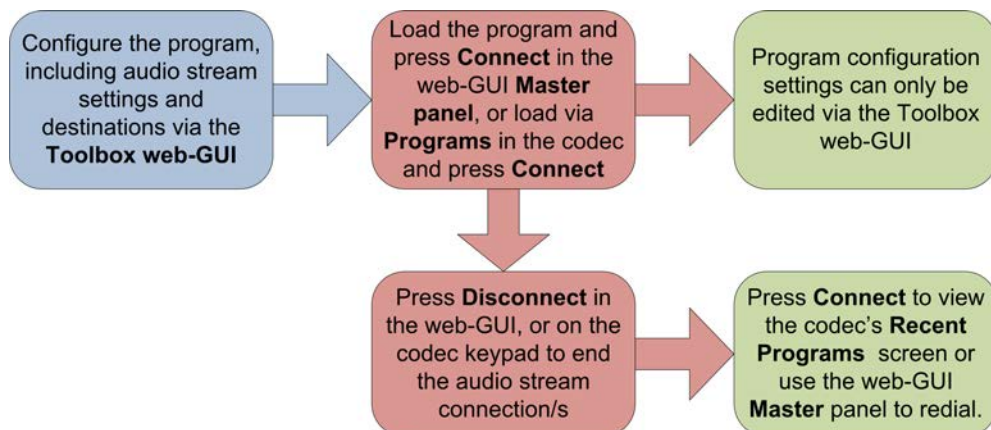 Configure the program,
including audio stream
settings and
destinations via the
Toolbox web-GUI
Load the program and
press Connect in the
web-GUI Master
panel, or load via
Programs in the codec
and press Connect
Program configuration
settings can only be
edited via the Toolbox
web-GUI
Press Disconnect in
the web-GUI, or on the
codec keypad to end
the audio stream
connection/s
Press Connect to view
the codec's Recent
Programs screen or
use the web-GUI
Master panel to redial.